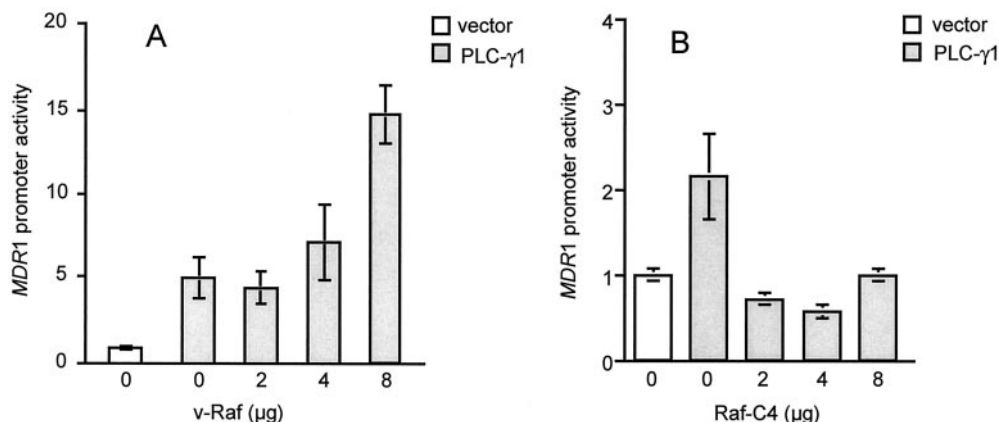 A
vector
PLC-γ1
MDR1 promoter activity
20
15
10
5
0
0 0 2 4 8
v-Raf (μg)
B
vector
PLC-γ1
MDR1 promoter activity
4
3
2
1
0
0 0 2 4 8
Raf-C4 (μg)